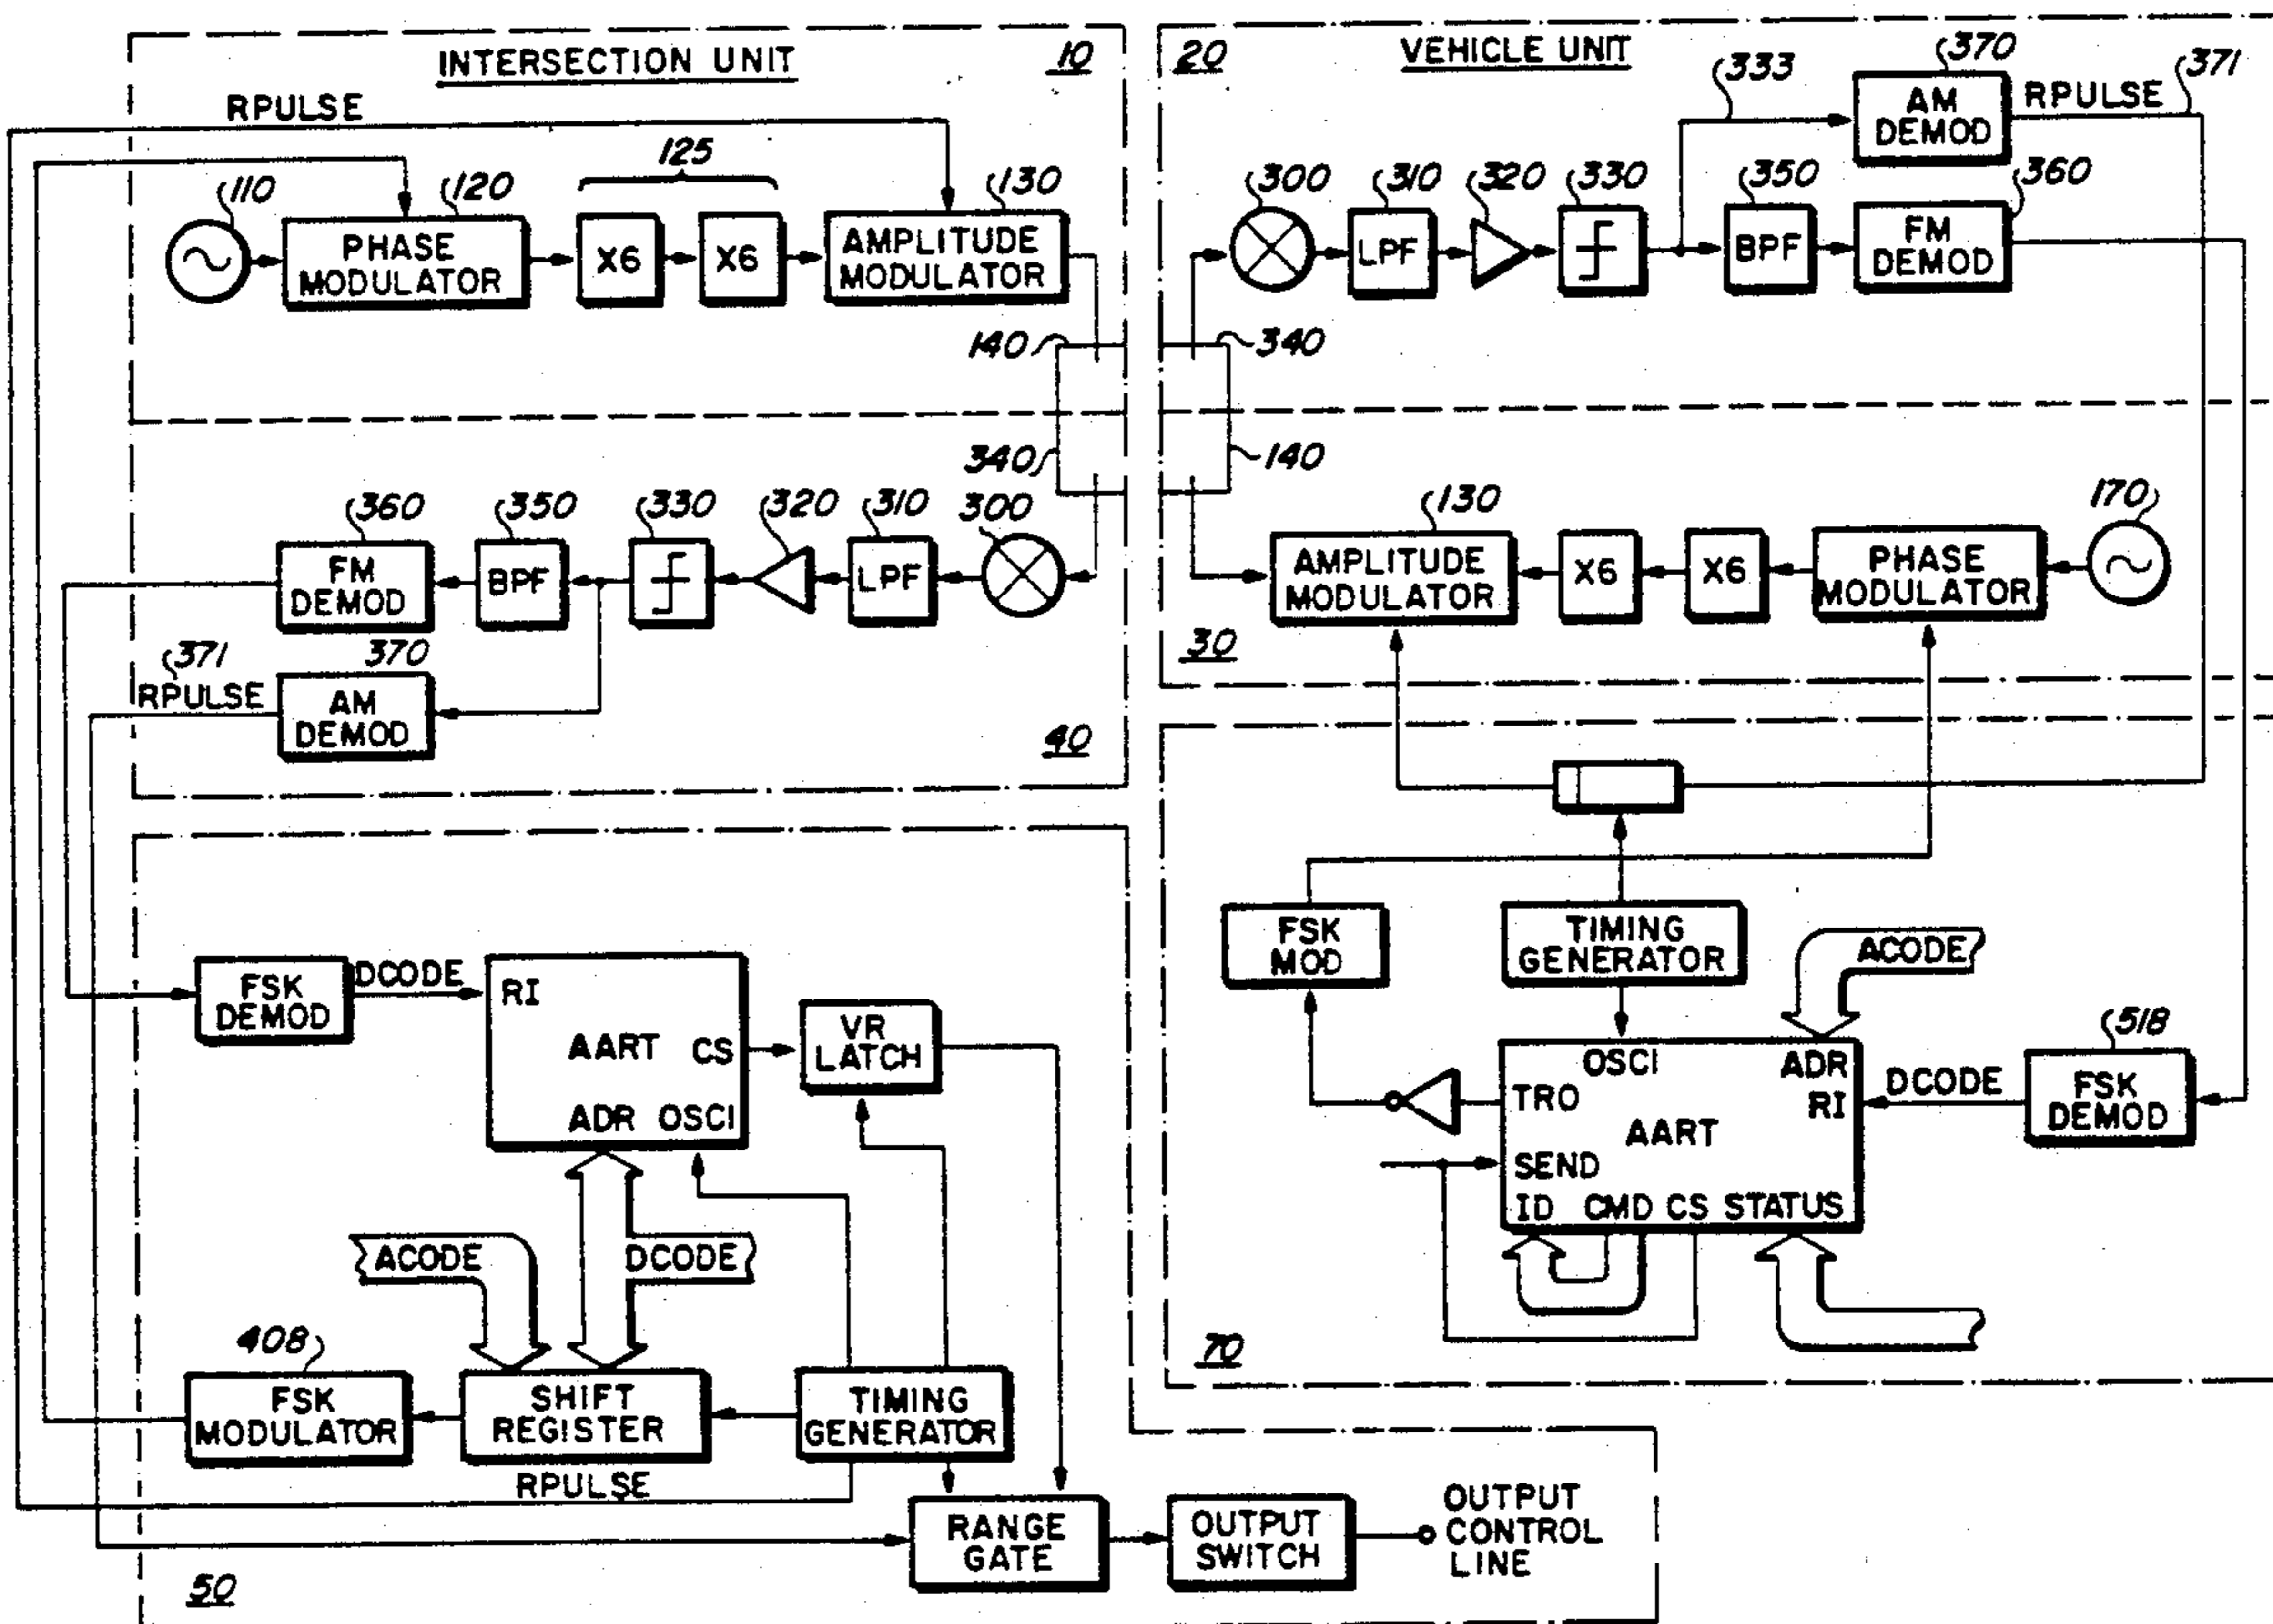 INTERSECTION UNIT
10
RPULSE
125
110
120
130
PHASE
MODULATOR
X6
X6
AMPLITUDE
MODULATOR
140
20
VEHICLE UNIT
333
370
AM
DEMOD
RPULSE
371
300
310
320
330
350
360
LPF
BPF
FM
DEMOD
340
340
360
350
330
320
310
300
FM
DEMOD
BPF
LPF
371
RPULSE
370
AM
DEMOD
40
140
130
170
AMPLITUDE
MODULATOR
X6
X6
PHASE
MODULATOR
30
FSK
DEMOD
DCODE
RI
AART
CS
ADR
OSCI
VR
LATCH
ACODE
DCODE
408
FSK
MODULATOR
SHIFT
REGISTER
TIMING
GENERATOR
RPULSE
RANGE
GATE
OUTPUT
SWITCH
OUTPUT
CONTROL
LINE
50
FSK
MOD
TIMING
GENERATOR
ACODE
518
OSCI
ADR
TRO
RI
DCODE
FSK
DEMOD
AART
SEND
ID
CMD
CS
STATUS
70